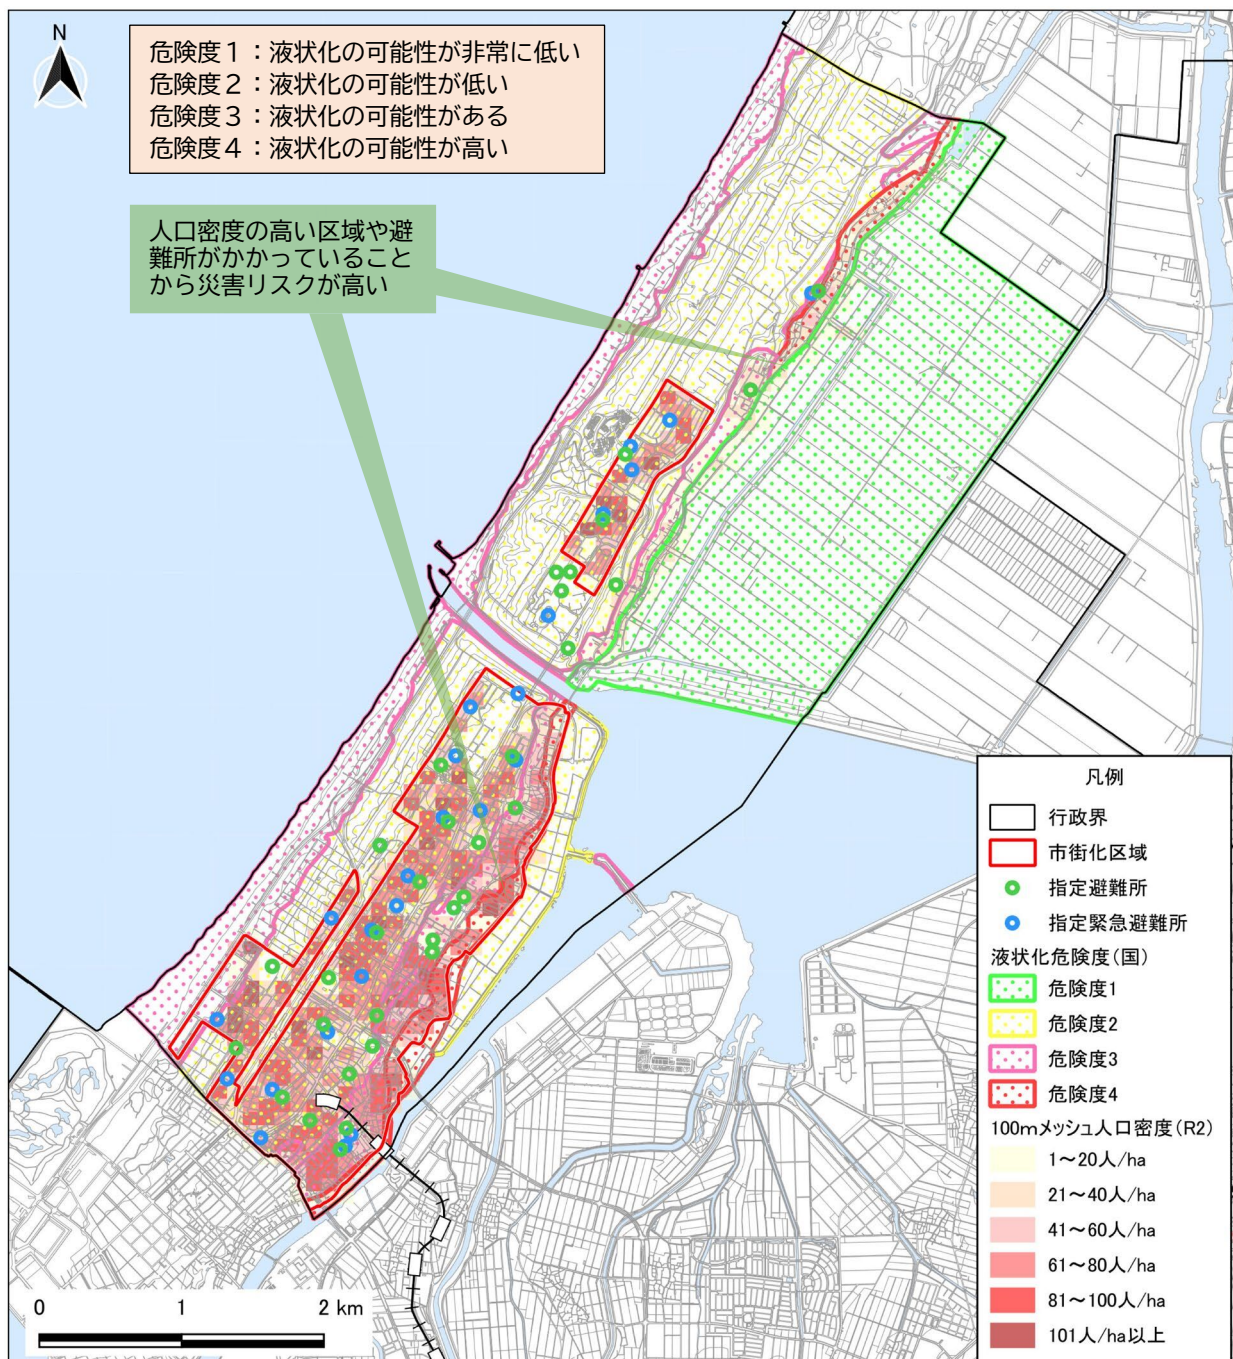 N
危険度１：液状化の可能性が非常に低い
危険度２：液状化の可能性が低い
危険度３：液状化の可能性がある
危険度４：液状化の可能性が高い
人口密度の高い区域や避
難所がかかっていること
から災害リスクが高い
凡例
行政界
市街化区域
指定避難所
指定緊急避難所
液状化危険度(国)
危険度1
危険度2
危険度3
危険度4
100mメッシュ人口密度(R2)
1～20人/ha
21～40人/ha
41～60人/ha
61～80人/ha
81～100人/ha
101人/ha以上
0 1 2 km